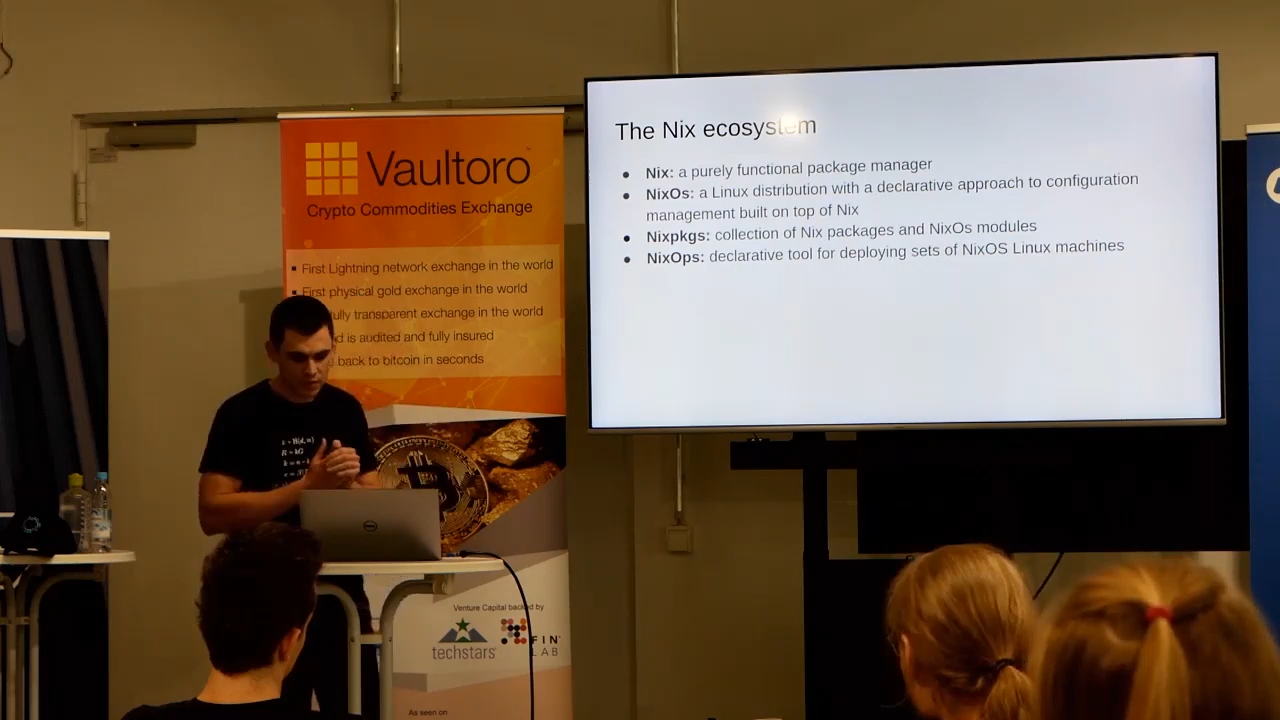 Vaultoro
Crypto Commodities Exchange
▪ First Lightning network exchange in the world
▪ First physical gold exchange in the world
fully transparent exchange in the world
is audited and fully insured
back to bitcoin in seconds
Venture Capital backed by
techstars
FIN
LAB
As seen on
DELL
The Nix ecosystem
● Nix: a purely functional package manager
● NixOs: a Linux distribution with a declarative approach to configuration
management built on top of Nix
● Nixpkgs: collection of Nix packages and NixOs modules
● NixOps: declarative tool for deploying sets of NixOS Linux machines